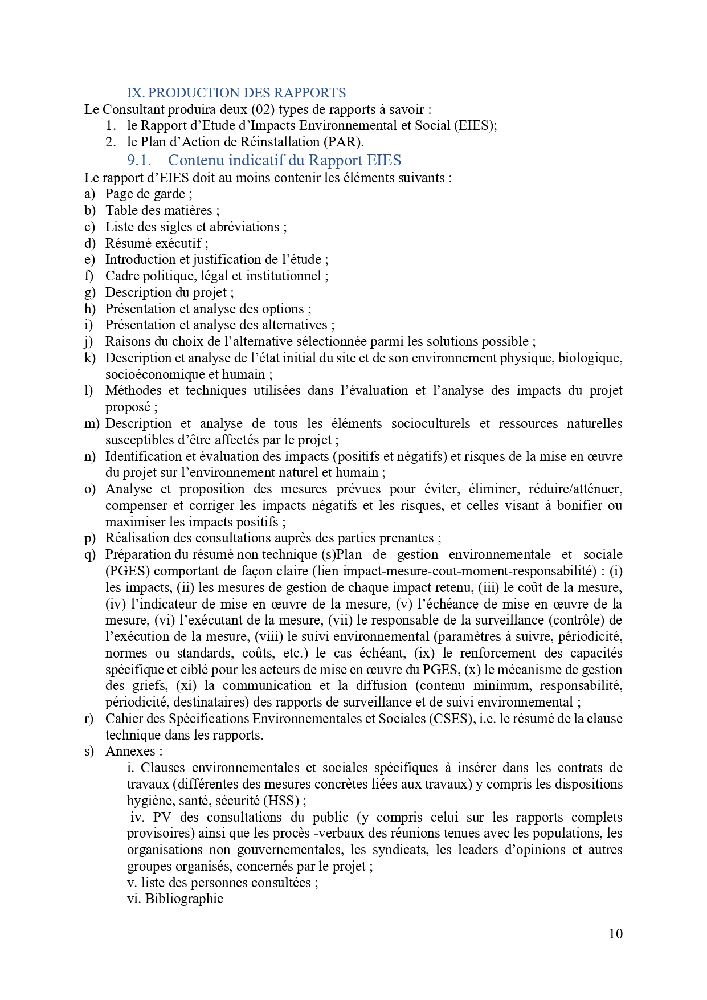 IX. PRODUCTION DES RAPPORTS
Le Consultant produira deux (02) types de rapports à savoir :
1. le Rapport d’Etude d’Impacts Environnemental et Social (EIES);
2. le Plan d’Action de Réinstallation (PAR).
9.1. Contenu indicatif du Rapport EIES
Le rapport d’EIES doit au moins contenir les éléments suivants :
a) Page de garde ;
b) Table des matières ;
c) Liste des sigles et abréviations ;
d) Résumé exécutif ;
e) Introduction et justification de l’étude ;
f) Cadre politique, légal et institutionnel ;
g) Description du projet ;
h) Présentation et analyse des options ;
i) Présentation et analyse des alternatives ;
j) Raisons du choix de l’alternative sélectionnée parmi les solutions possible ;
k) Description et analyse de l’état initial du site et de son environnement physique, biologique,
socioéconomique et humain ;
l) Méthodes et techniques utilisées dans l’évaluation et l’analyse des impacts du projet
proposé ;
m) Description et analyse de tous les éléments socioculturels et ressources naturelles
susceptibles d’être affectés par le projet ;
n) Identification et évaluation des impacts (positifs et négatifs) et risques de la mise en œuvre
du projet sur l’environnement naturel et humain ;
o) Analyse et proposition des mesures prévues pour éviter, éliminer, réduire/atténuer,
compenser et corriger les impacts négatifs et les risques, et celles visant à bonifier ou
maximiser les impacts positifs ;
p) Réalisation des consultations auprès des parties prenantes ;
q) Préparation du résumé non technique (s)Plan de gestion environnementale et sociale
(PGES) comportant de façon claire (lien impact-mesure-cout-moment-responsabilité) : (i)
les impacts, (ii) les mesures de gestion de chaque impact retenu, (iii) le coût de la mesure,
(iv) l’indicateur de mise en œuvre de la mesure, (v) l’échéance de mise en œuvre de la
mesure, (vi) l’exécutant de la mesure, (vii) le responsable de la surveillance (contrôle) de
l’exécution de la mesure, (viii) le suivi environnemental (paramètres à suivre, périodicité,
normes ou standards, coûts, etc.) le cas échéant, (ix) le renforcement des capacités
spécifique et ciblé pour les acteurs de mise en œuvre du PGES, (x) le mécanisme de gestion
des griefs, (xi) la communication et la diffusion (contenu minimum, responsabilité,
périodicité, destinataires) des rapports de surveillance et de suivi environnemental ;
r) Cahier des Spécifications Environnementales et Sociales (CSES), i.e. le résumé de la clause
technique dans les rapports.
s) Annexes :
i. Clauses environnementales et sociales spécifiques à insérer dans les contrats de
travaux (différentes des mesures concrètes liées aux travaux) y compris les dispositions
hygiène, santé, sécurité (HSS) ;
iv. PV des consultations du public (y compris celui sur les rapports complets
provisoires) ainsi que les procès -verbaux des réunions tenues avec les populations, les
organisations non gouvernementales, les syndicats, les leaders d’opinions et autres
groupes organisés, concernés par le projet ;
v. liste des personnes consultées ;
vi. Bibliographie
10